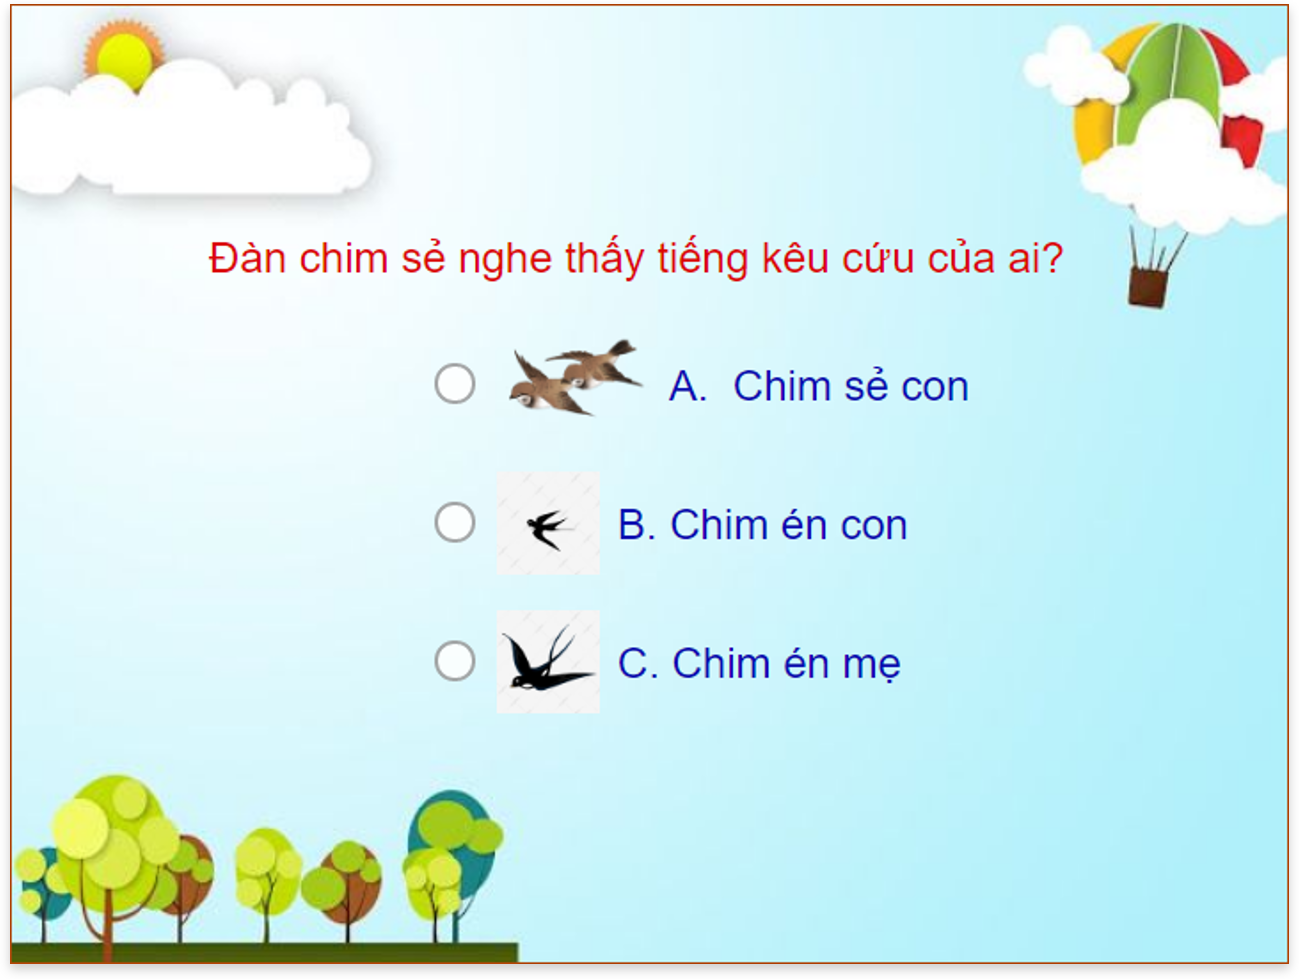 Đàn chim sẻ nghe thấy tiếng kêu cứu của ai?
A. Chim sẻ con
B. Chim én con
C. Chim én mẹ